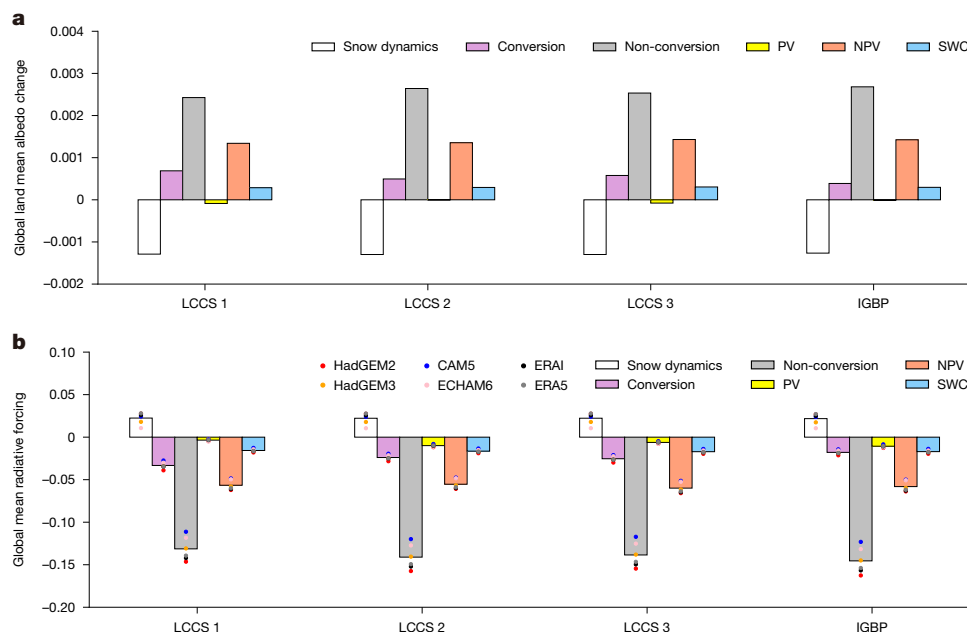 a
Snow dynamics Conversion Non-conversion PV NPV SWC
Global land mean albedo change
0.004
0.003
0.002
0.001
0
−0.001
−0.002
LCCS 1 LCCS 2 LCCS 3 IGBP
b
HadGEM2 CAM5 ERAI Snow dynamics Non-conversion NPV
HadGEM3 ECHAM6 ERA5 Conversion PV SWC
Global mean radiative forcing
0.10
0.05
0
−0.05
−0.10
−0.15
−0.20
LCCS 1 LCCS 2 LCCS 3 IGBP